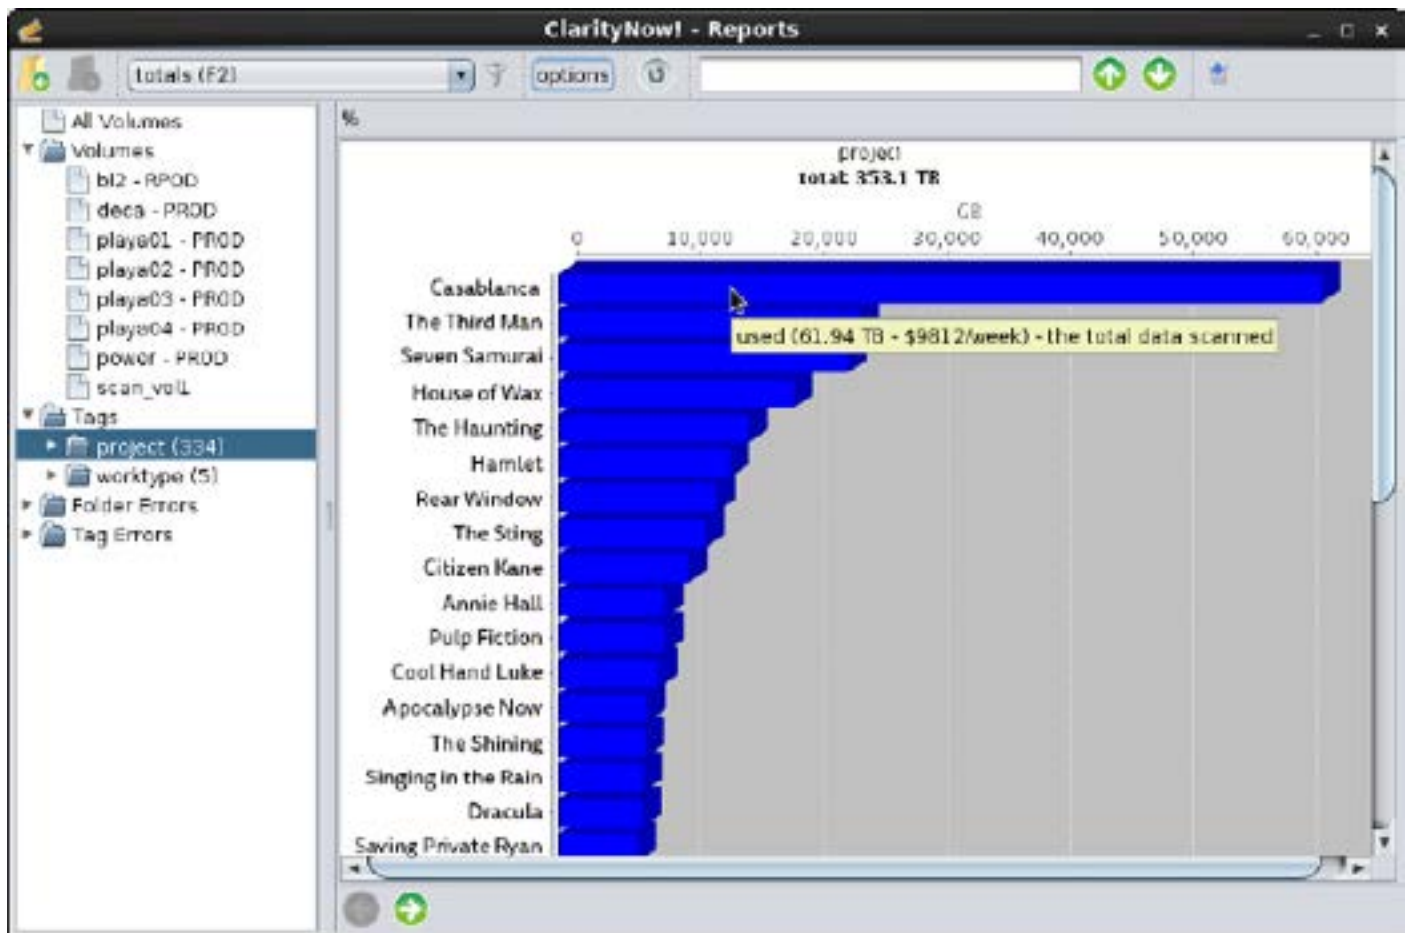 ClarityNow! - Reports
totals (F2)
options
All Volumes
Volumes
bl2 - RPOD
deca - PROD
playa01 - PROD
playa02 - PROD
playa03 - PROD
playa04 - PROD
power - PROD
scan_vol1
Tags
project (334)
worktype (5)
Folder Errors
Tag Errors
%
project
total: 353.1 TB
GB
0 10,000 20,000 30,000 40,000 50,000 60,000
Casablanca
The Third Man
used (61.94 TB - $9812/week) - the total data scanned
Seven Samurai
House of Wax
The Haunting
Hamlet
Rear Window
The Sting
Citizen Kane
Annie Hall
Pulp Fiction
Cool Hand Luke
Apocalypse Now
The Shining
Singing in the Rain
Dracula
Saving Private Ryan